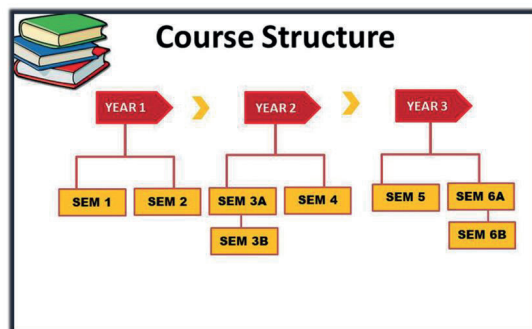 Course Structure
YEAR 1
YEAR 2
YEAR 3
SEM 1
SEM 2
SEM 3A
SEM 4
SEM 5
SEM 6A
SEM 3B
SEM 6B